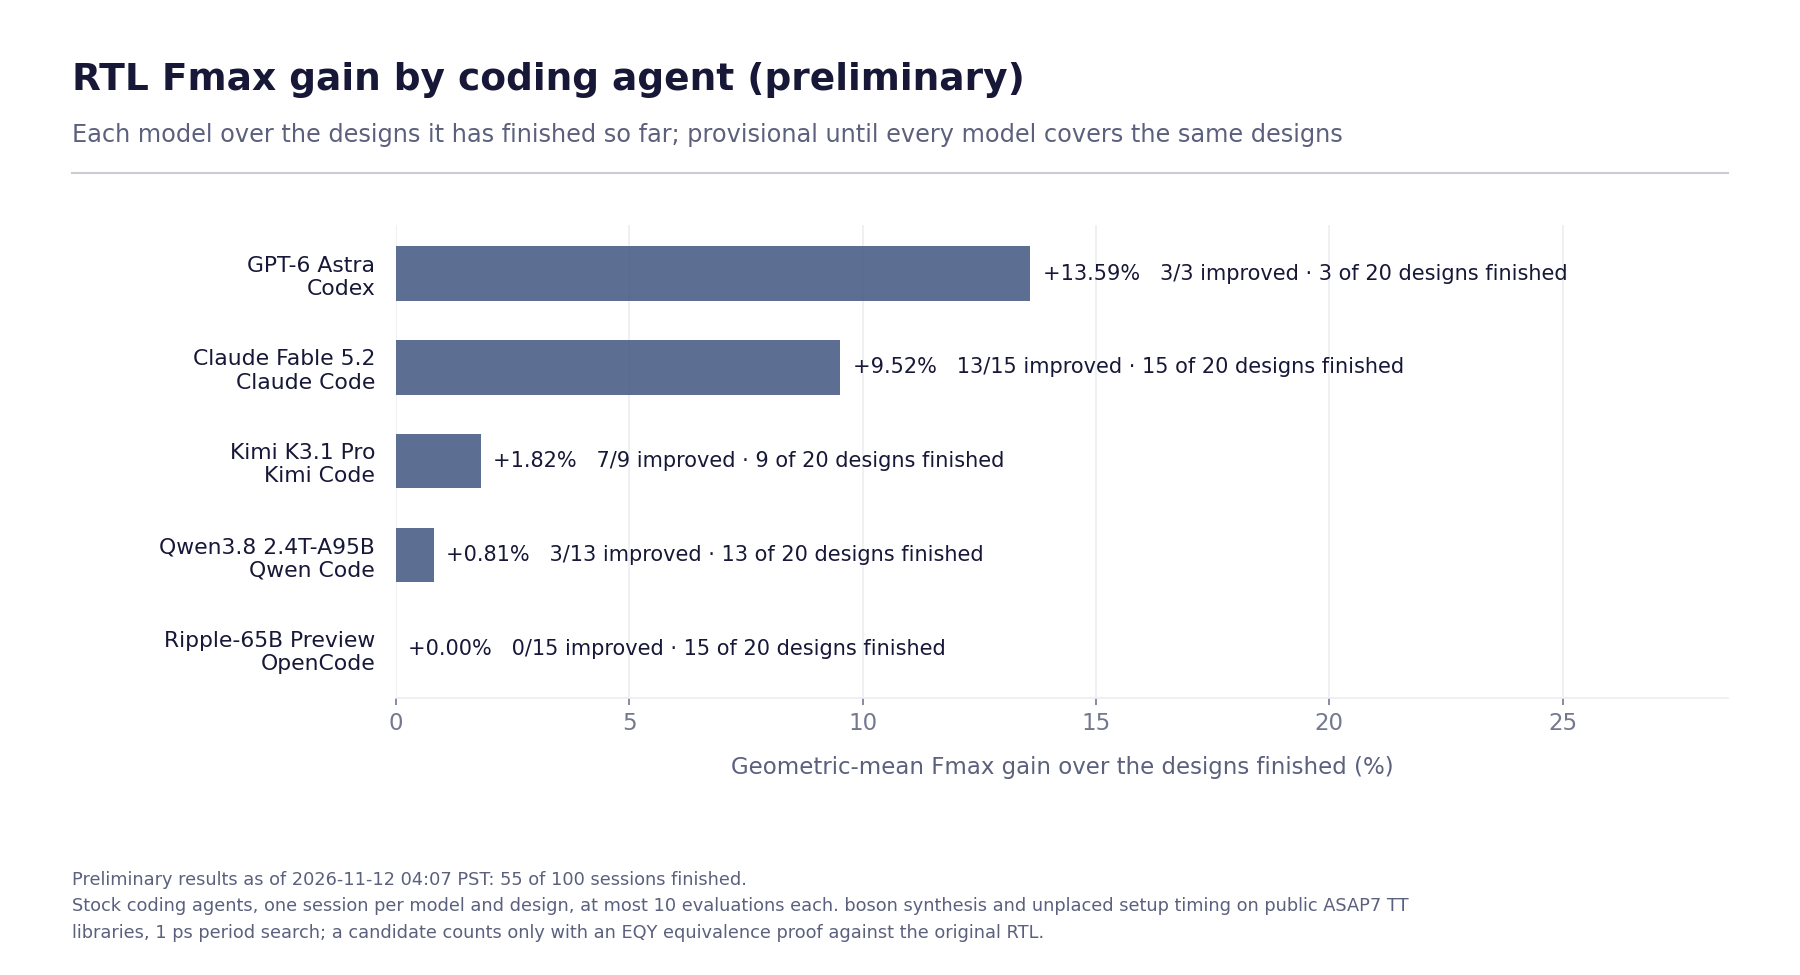 RTL Fmax gain by coding agent (preliminary)
Each model over the designs it has finished so far; provisional until every model covers the same designs
GPT-6 Astra
Codex
+13.59% 3/3 improved · 3 of 20 designs finished
Claude Fable 5.2
Claude Code
+9.52% 13/15 improved · 15 of 20 designs finished
Kimi K3.1 Pro
Kimi Code
+1.82% 7/9 improved · 9 of 20 designs finished
Qwen3.8 2.4T-A95B
Qwen Code
+0.81% 3/13 improved · 13 of 20 designs finished
Ripple-65B Preview
OpenCode
+0.00% 0/15 improved · 15 of 20 designs finished
0 5 10 15 20 25
Geometric-mean Fmax gain over the designs finished (%)
Preliminary results as of 2026-11-12 04:07 PST: 55 of 100 sessions finished.
Stock coding agents, one session per model and design, at most 10 evaluations each. boson synthesis and unplaced setup timing on public ASAP7 TT
libraries, 1 ps period search; a candidate counts only with an EQY equivalence proof against the original RTL.